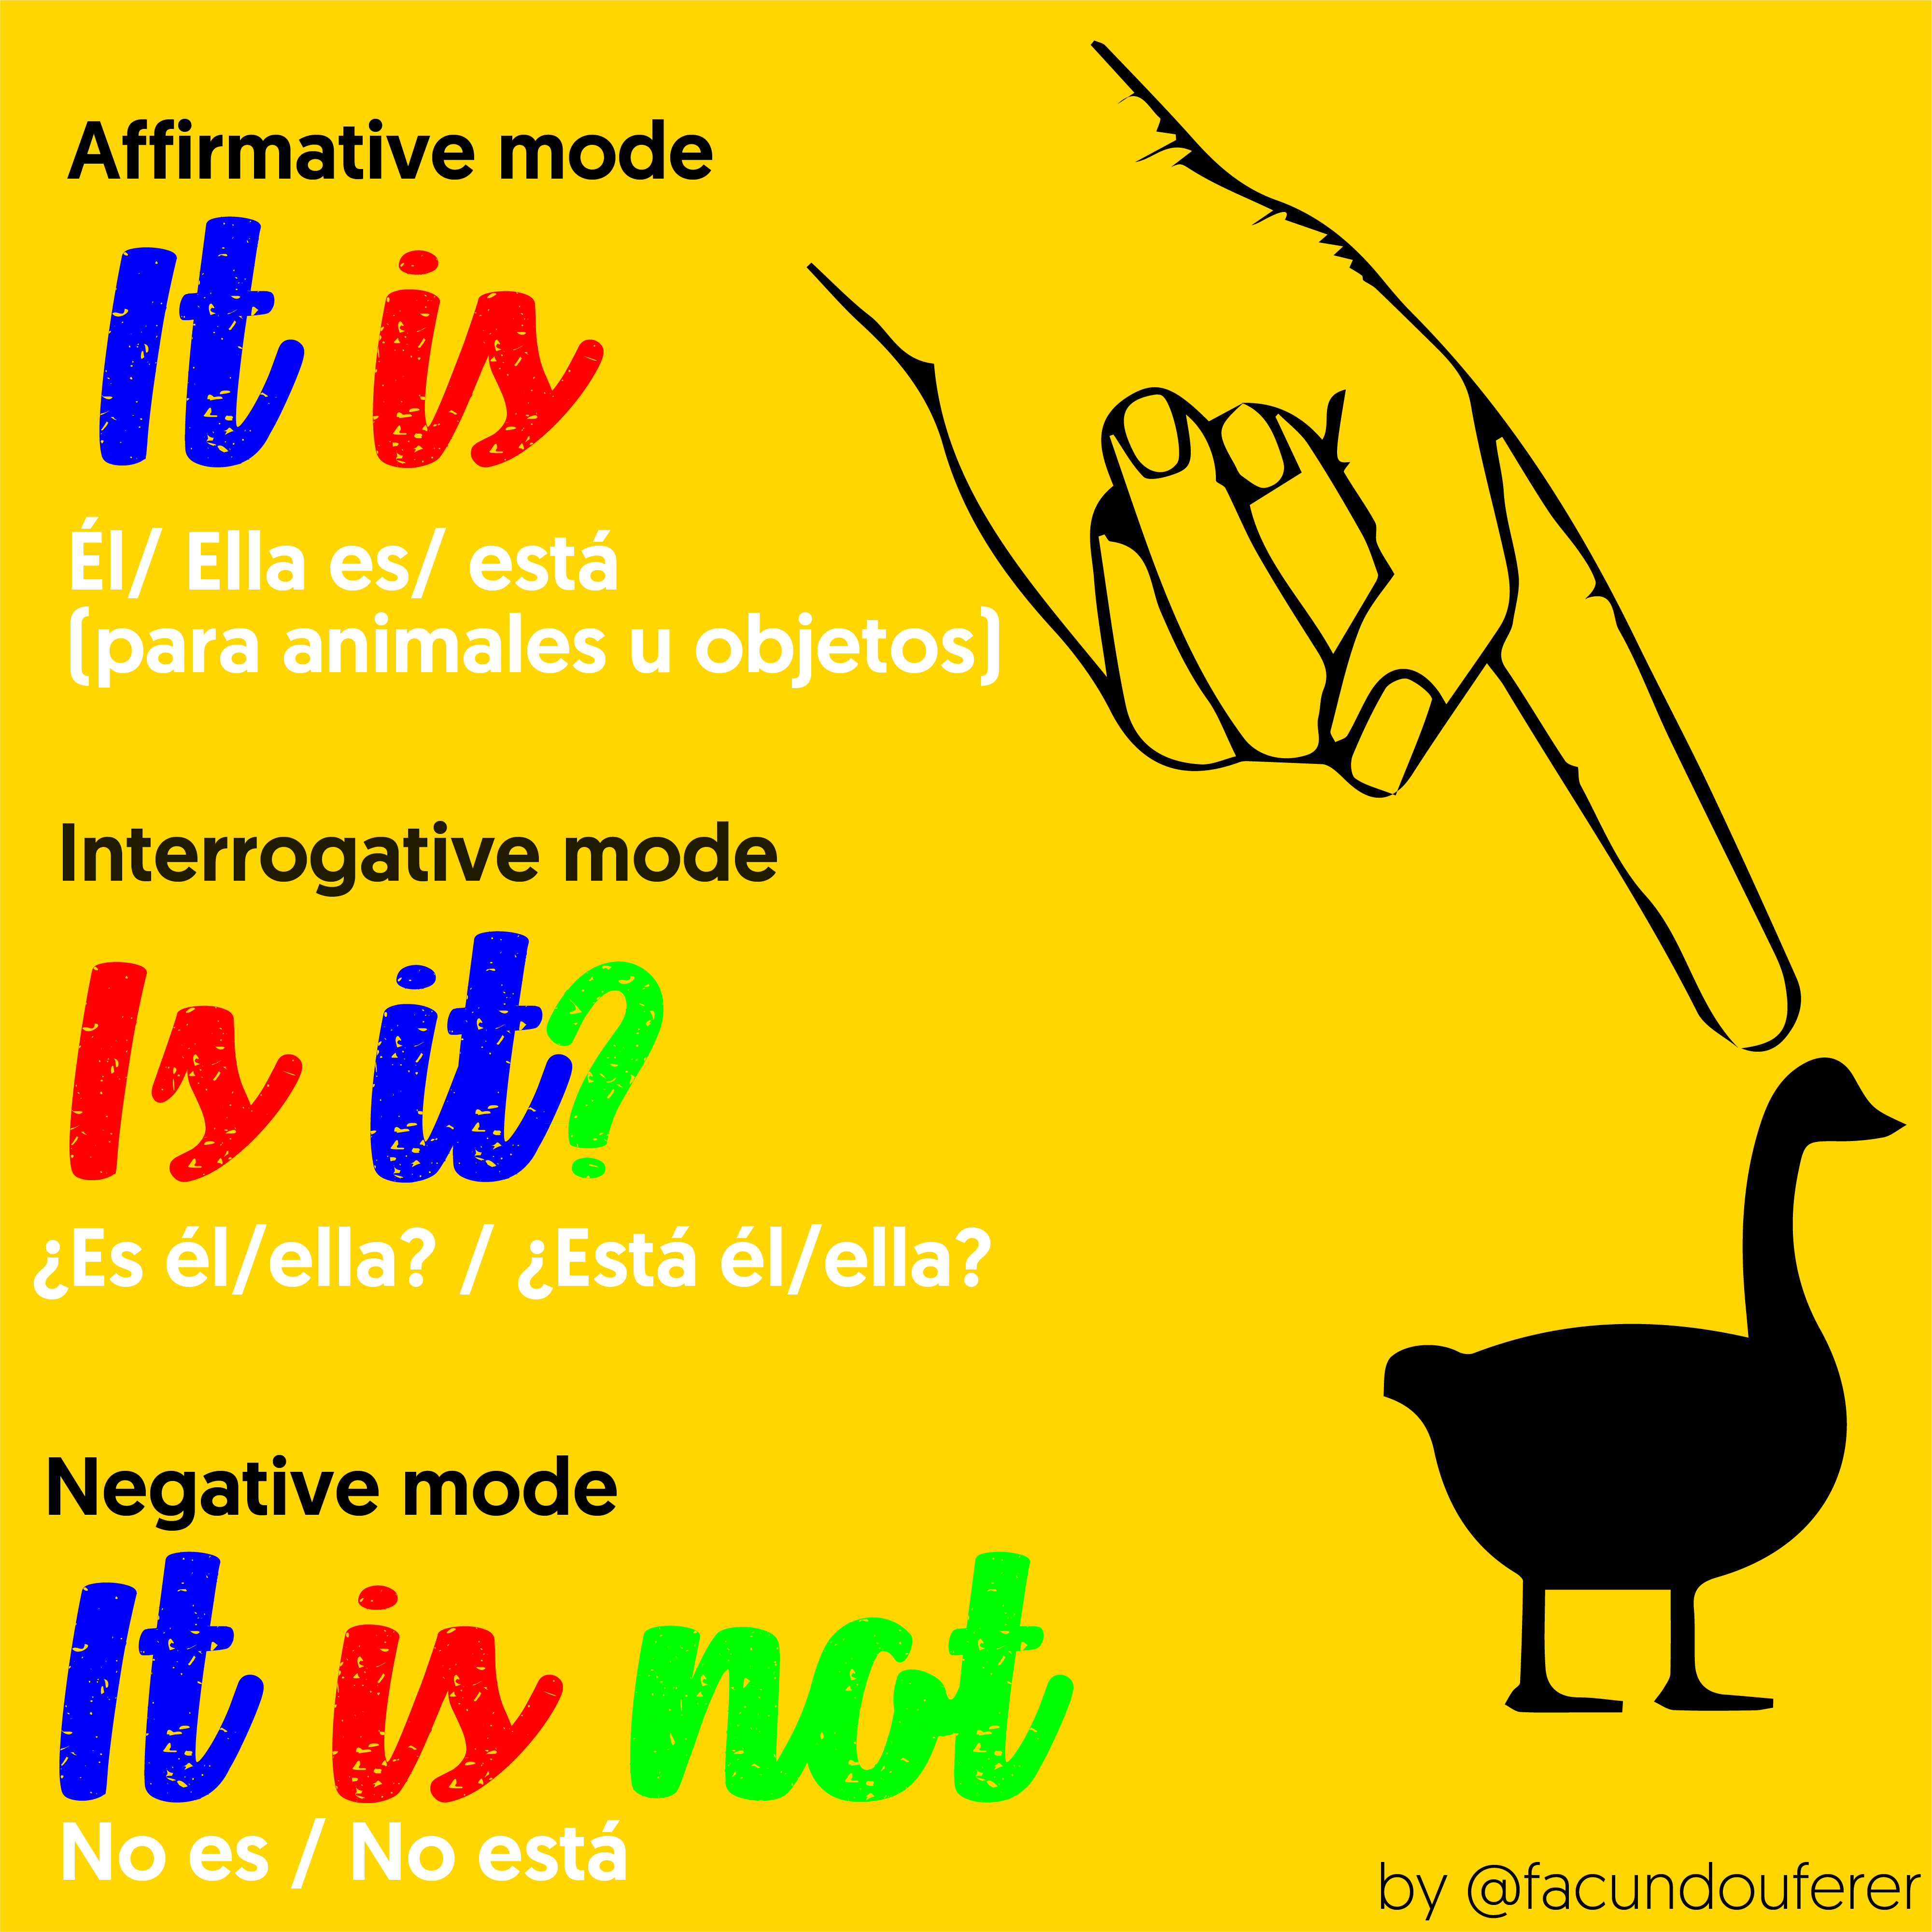 Affirmative mode
It is
Él/ Ella es/ está
(para animales u objetos)
Interrogative mode
Is it?
¿Es él/ella? / ¿Está él/ella?
Negative mode
It is not
No es / No está
by @facundouferer